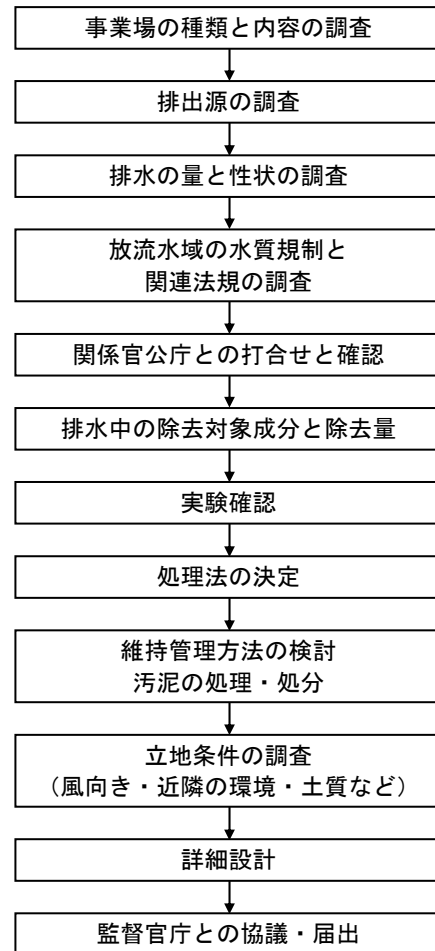 事業場の種類と内容の調査
排出源の調査
排水の量と性状の調査
放流水域の水質規制と
関連法規の調査
関係官公庁との打合せと確認
排水中の除去対象成分と除去量
実験確認
処理法の決定
維持管理方法の検討
汚泥の処理・処分
立地条件の調査
（風向き・近隣の環境・土質など）
詳細設計
監督官庁との協議・届出